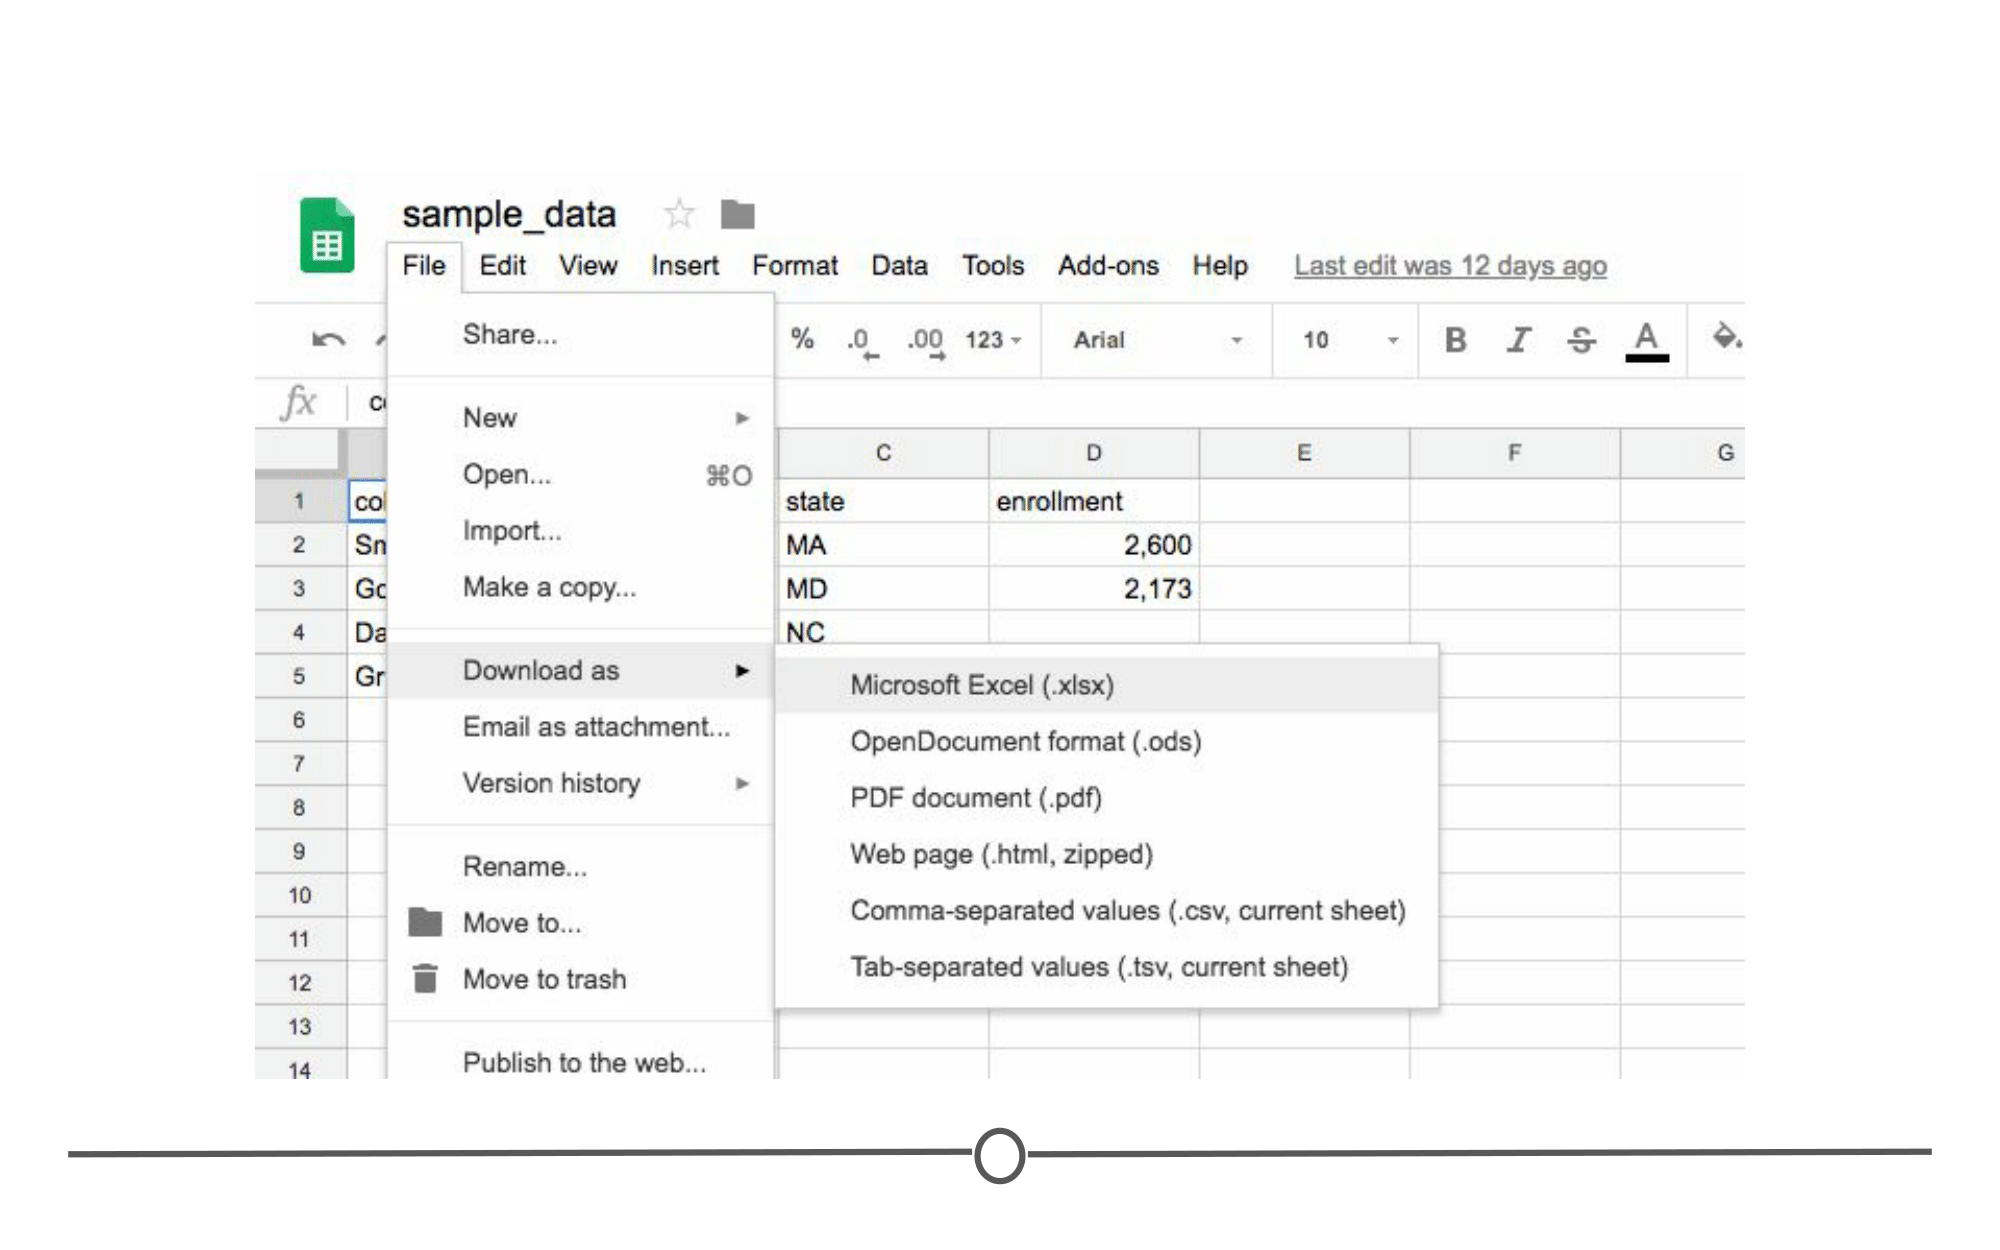 sample_data
File Edit View Insert Format Data Tools Add-ons Help Last edit was 12 days ago
Share...
% .0 .00 123 Arial 10 B I S A
fx
New
Open... ⌘O
Import...
Make a copy...
Download as
Email as attachment...
Version history
Rename...
Move to...
Move to trash
Publish to the web...
Microsoft Excel (.xlsx)
OpenDocument format (.ods)
PDF document (.pdf)
Web page (.html, zipped)
Comma-separated values (.csv, current sheet)
Tab-separated values (.tsv, current sheet)
C D E F G
1 state enrollment
2 Sm MA 2,600
3 Go MD 2,173
4 Da NC
5 Gr
6
7
8
9
10
11
12
13
14